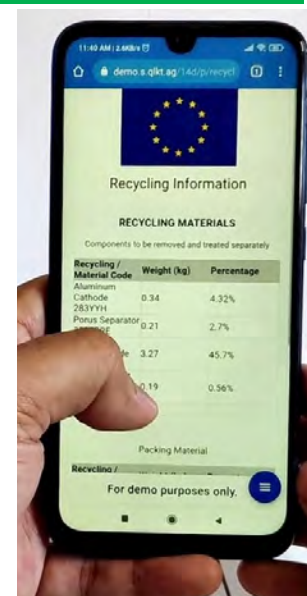 11:40 AM | 2.6KB/s
demo.s.qlkt.ag/14d/p/recycl
Recycling Information
RECYCLING MATERIALS
Components to be removed and treated separately
Recycling / Material Code Weight (kg) Percentage
Aluminum Cathode 283YYH 0.34 4.32%
Porus Separator 0.21 2.7%
3.27 45.7%
0.19 0.56%
Packing Material
Recycling /
For demo purposes only.